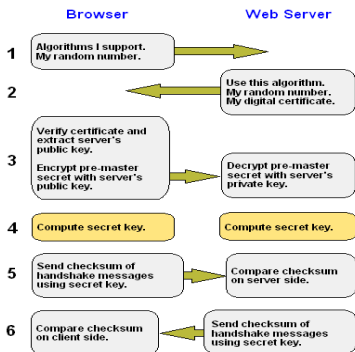 Browser
Web Server
1
Algorithms I support.
My random number.
2
Use this algorithm.
My random number.
My digital certificate.
3
Verify certificate and
extract server's
public key.
Encrypt pre-master
secret with server's
public key.
Decrypt pre-master
secret with server's
private key.
4
Compute secret key.
Compute secret key.
5
Send checksum of
handshake messages
using secret key.
Compare checksum
on server side.
6
Compare checksum
on client side.
Send checksum of
handshake messages
using secret key.